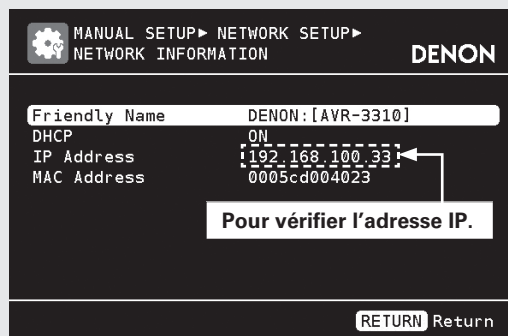 MANUAL SETUP► NETWORK SETUP►
NETWORK INFORMATION
DENON
Friendly Name DENON:[AVR-3310]
DHCP ON
IP Address 192.168.100.33
MAC Address 0005cd004023
Pour vérifier l'adresse IP.
RETURN Return